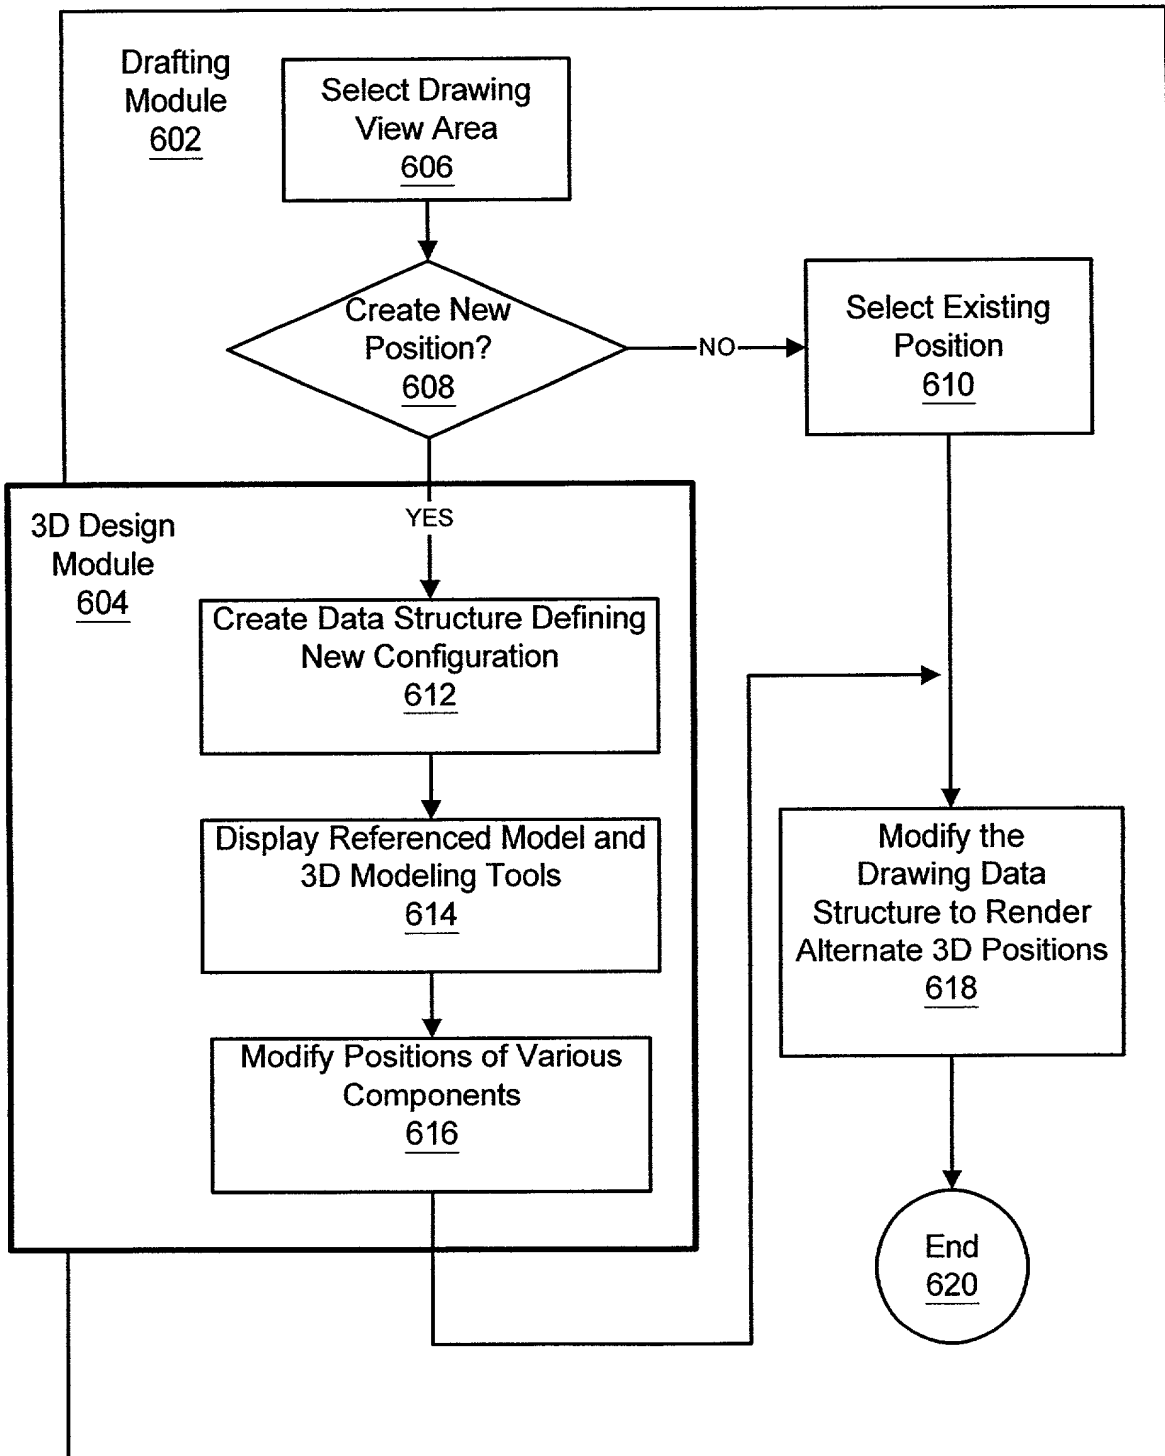 Drafting
Module
602
Select Drawing
View Area
606
Create New
Position?
608
NO
Select Existing
Position
610
YES
3D Design
Module
604
Create Data Structure Defining
New Configuration
612
Display Referenced Model and
3D Modeling Tools
614
Modify Positions of Various
Components
616
Modify the
Drawing Data
Structure to Render
Alternate 3D Positions
618
End
620